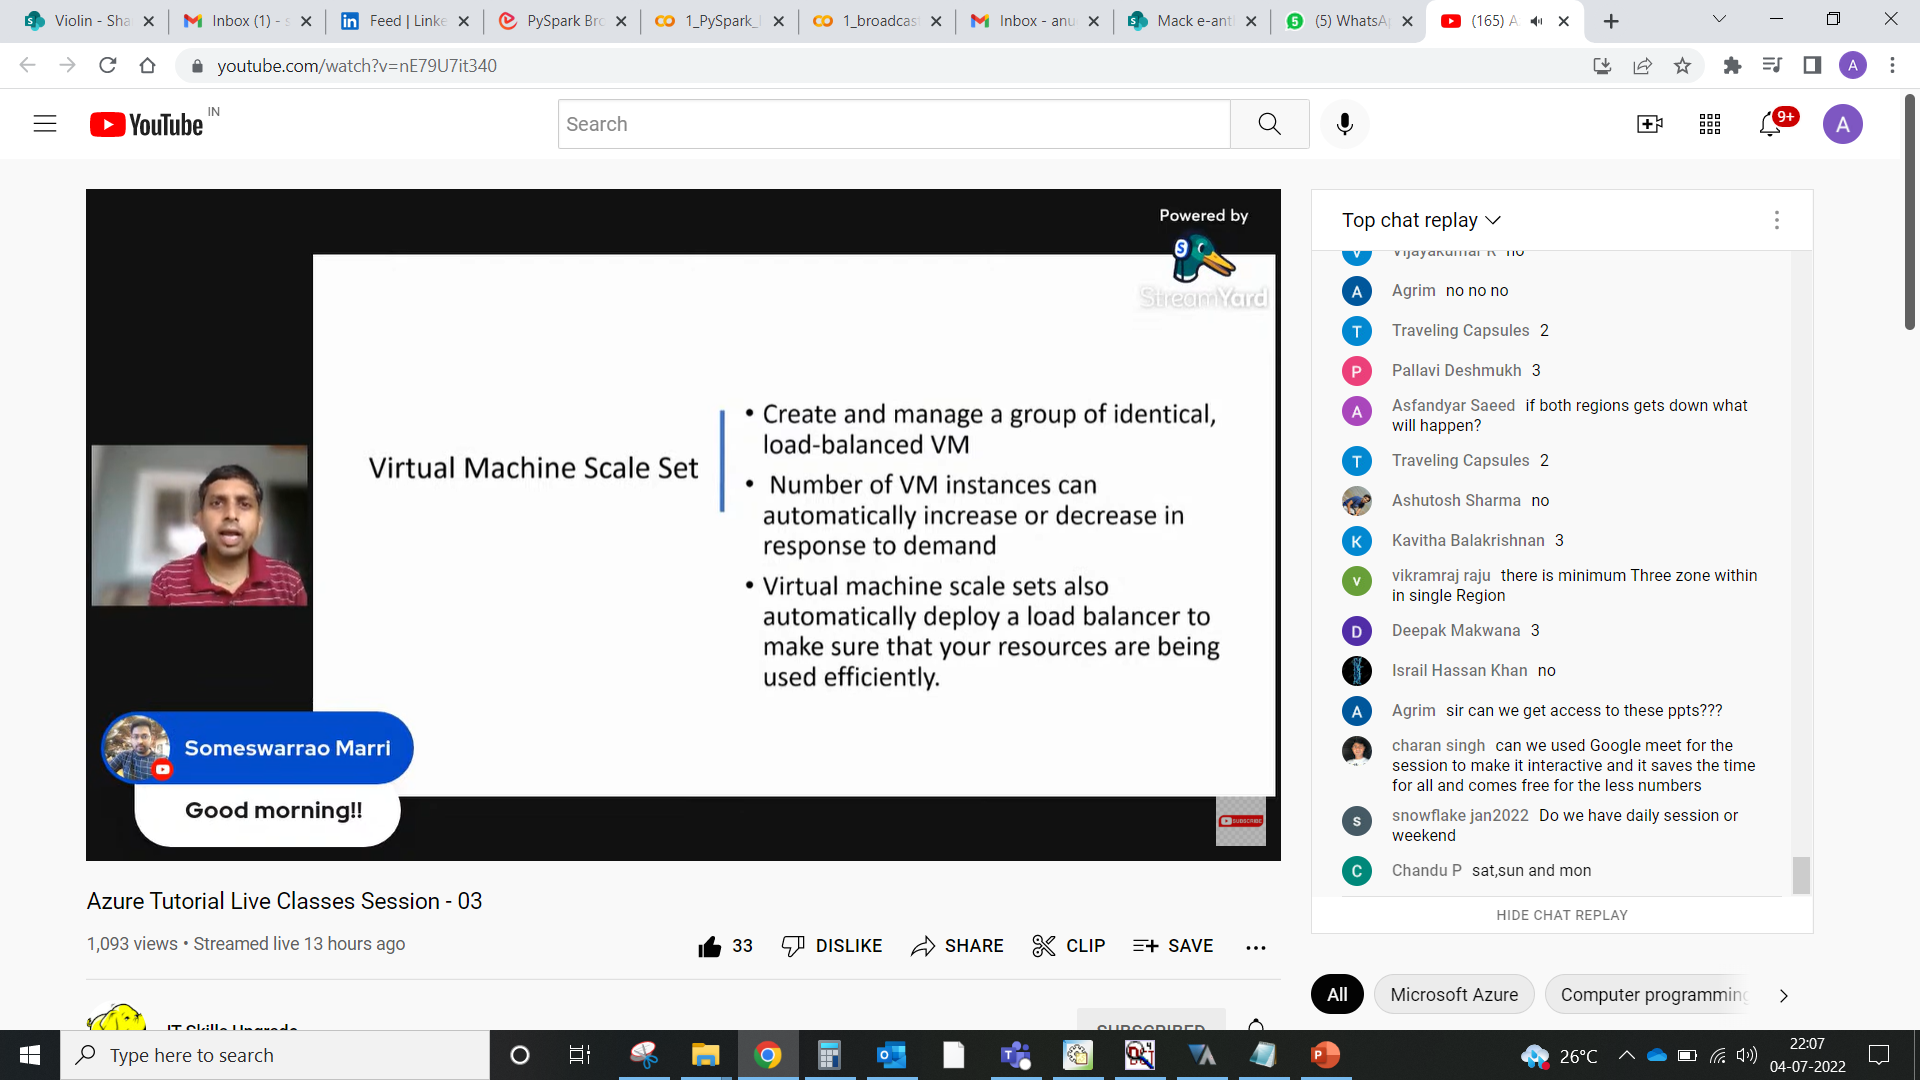 Violin - Sha
Inbox (1) - s
Feed | Linke
PySpark Bro
1_PySpark_
1_broadcas
Inbox - anu
Mack e-ant
(5) WhatsA
(165) A
youtube.com/watch?v=nE79U7it340
YouTube IN
Search
9+
A
Powered by
StreamYard
Virtual Machine Scale Set
• Create and manage a group of identical,
load-balanced VM
• Number of VM instances can
automatically increase or decrease in
response to demand
• Virtual machine scale sets also
automatically deploy a load balancer to
make sure that your resources are being
used efficiently.
Someswarrao Marri
Good morning!!
SUBSCRIBE
Azure Tutorial Live Classes Session - 03
1,093 views • Streamed live 13 hours ago
33
DISLIKE
SHARE
CLIP
SAVE
IT Skills Upgrade
SUBSCRIBED
Top chat replay
Vijayakumar R no
Agrim no no no
Traveling Capsules 2
Pallavi Deshmukh 3
Asfandyar Saeed if both regions gets down what
will happen?
Traveling Capsules 2
Ashutosh Sharma no
Kavitha Balakrishnan 3
vikramraj raju there is minimum Three zone within
in single Region
Deepak Makwana 3
Israil Hassan Khan no
Agrim sir can we get access to these ppts???
charan singh can we used Google meet for the
session to make it interactive and it saves the time
for all and comes free for the less numbers
snowflake jan2022 Do we have daily session or
weekend
Chandu P sat,sun and mon
HIDE CHAT REPLAY
All
Microsoft Azure
Computer programming
Type here to search
26°C
22:07
04-07-2022